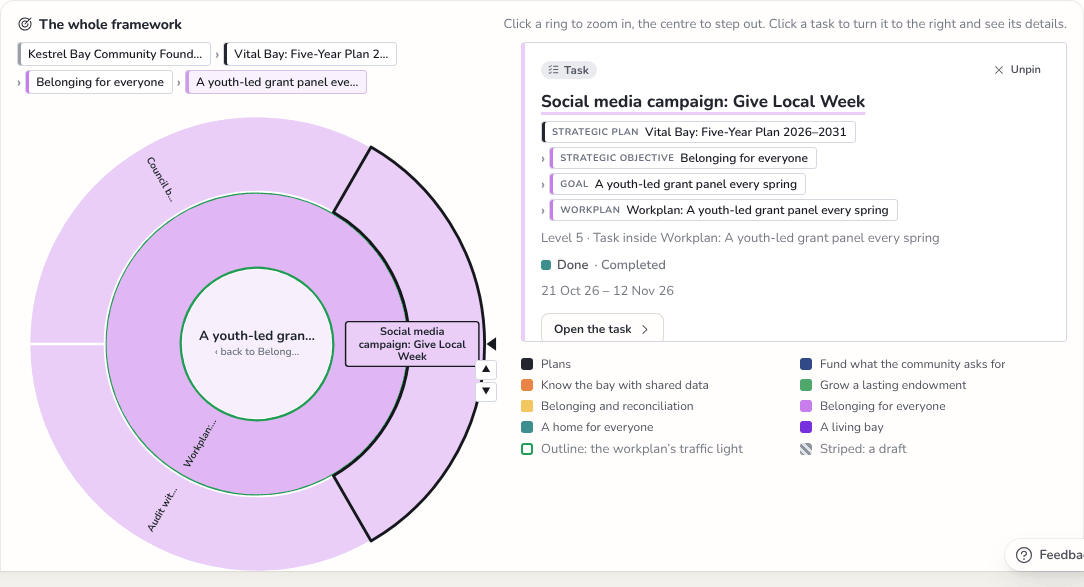 The whole framework
Click a ring to zoom in, the centre to step out. Click a task to turn it to the right and see its details.
Kestrel Bay Community Found... › Vital Bay: Five-Year Plan 2...
› Belonging for everyone › A youth-led grant panel eve...
Council b...
A youth-led gran...
‹ back to Belong...
Social media
campaign: Give Local
Week
Workplan:...
Audit wit...
Task
Unpin
Social media campaign: Give Local Week
STRATEGIC PLAN Vital Bay: Five-Year Plan 2026–2031
› STRATEGIC OBJECTIVE Belonging for everyone
› GOAL A youth-led grant panel every spring
› WORKPLAN Workplan: A youth-led grant panel every spring
Level 5 · Task inside Workplan: A youth-led grant panel every spring
Done · Completed
21 Oct 26 – 12 Nov 26
Open the task
Plans
Fund what the community asks for
Know the bay with shared data
Grow a lasting endowment
Belonging and reconciliation
Belonging for everyone
A home for everyone
A living bay
Outline: the workplan's traffic light
Striped: a draft
Feedba